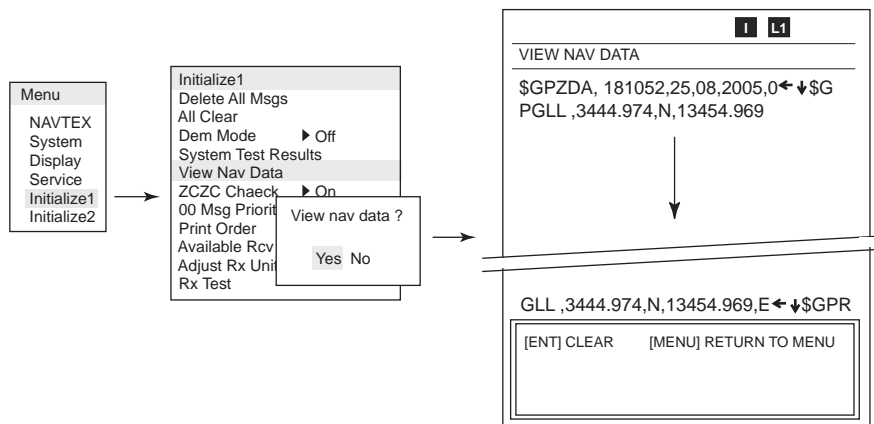 Menu
NAVTEX
System
Display
Service
Initialize1
Initialize2
Initialize1
Delete All Msgs
All Clear
Dem Mode ▶ Off
System Test Results
View Nav Data
ZCZC Chaeck ▶ On
00 Msg Priorit
Print Order
Available Rcv
Adjust Rx Unit
Rx Test
View nav data ?
Yes No
I L1
VIEW NAV DATA
$GPZDA, 181052,25,08,2005,0←↓$G
PGLL ,3444.974,N,13454.969
GLL ,3444.974,N,13454.969,E←↓$GPR
[ENT] CLEAR [MENU] RETURN TO MENU